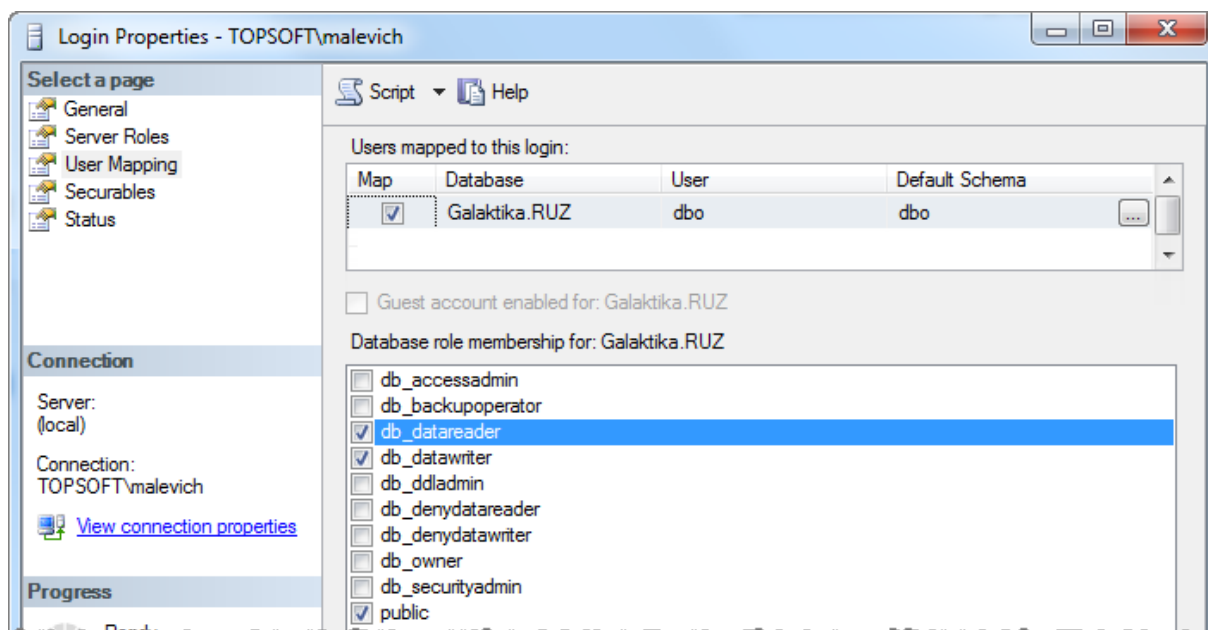 Login Properties - TOPSOFT\malevich
Select a page
General
Server Roles
User Mapping
Securables
Status
Script Help
Users mapped to this login:
Map Database User Default Schema
Galaktika.RUZ dbo dbo ...
Guest account enabled for: Galaktika.RUZ
Database role membership for: Galaktika.RUZ
db_accessadmin
db_backupoperator
db_datareader
db_datawriter
db_ddladmin
db_denydatareader
db_denydatawriter
db_owner
db_securityadmin
public
Connection
Server:
(local)
Connection:
TOPSOFT\malevich
View connection properties
Progress
Ready